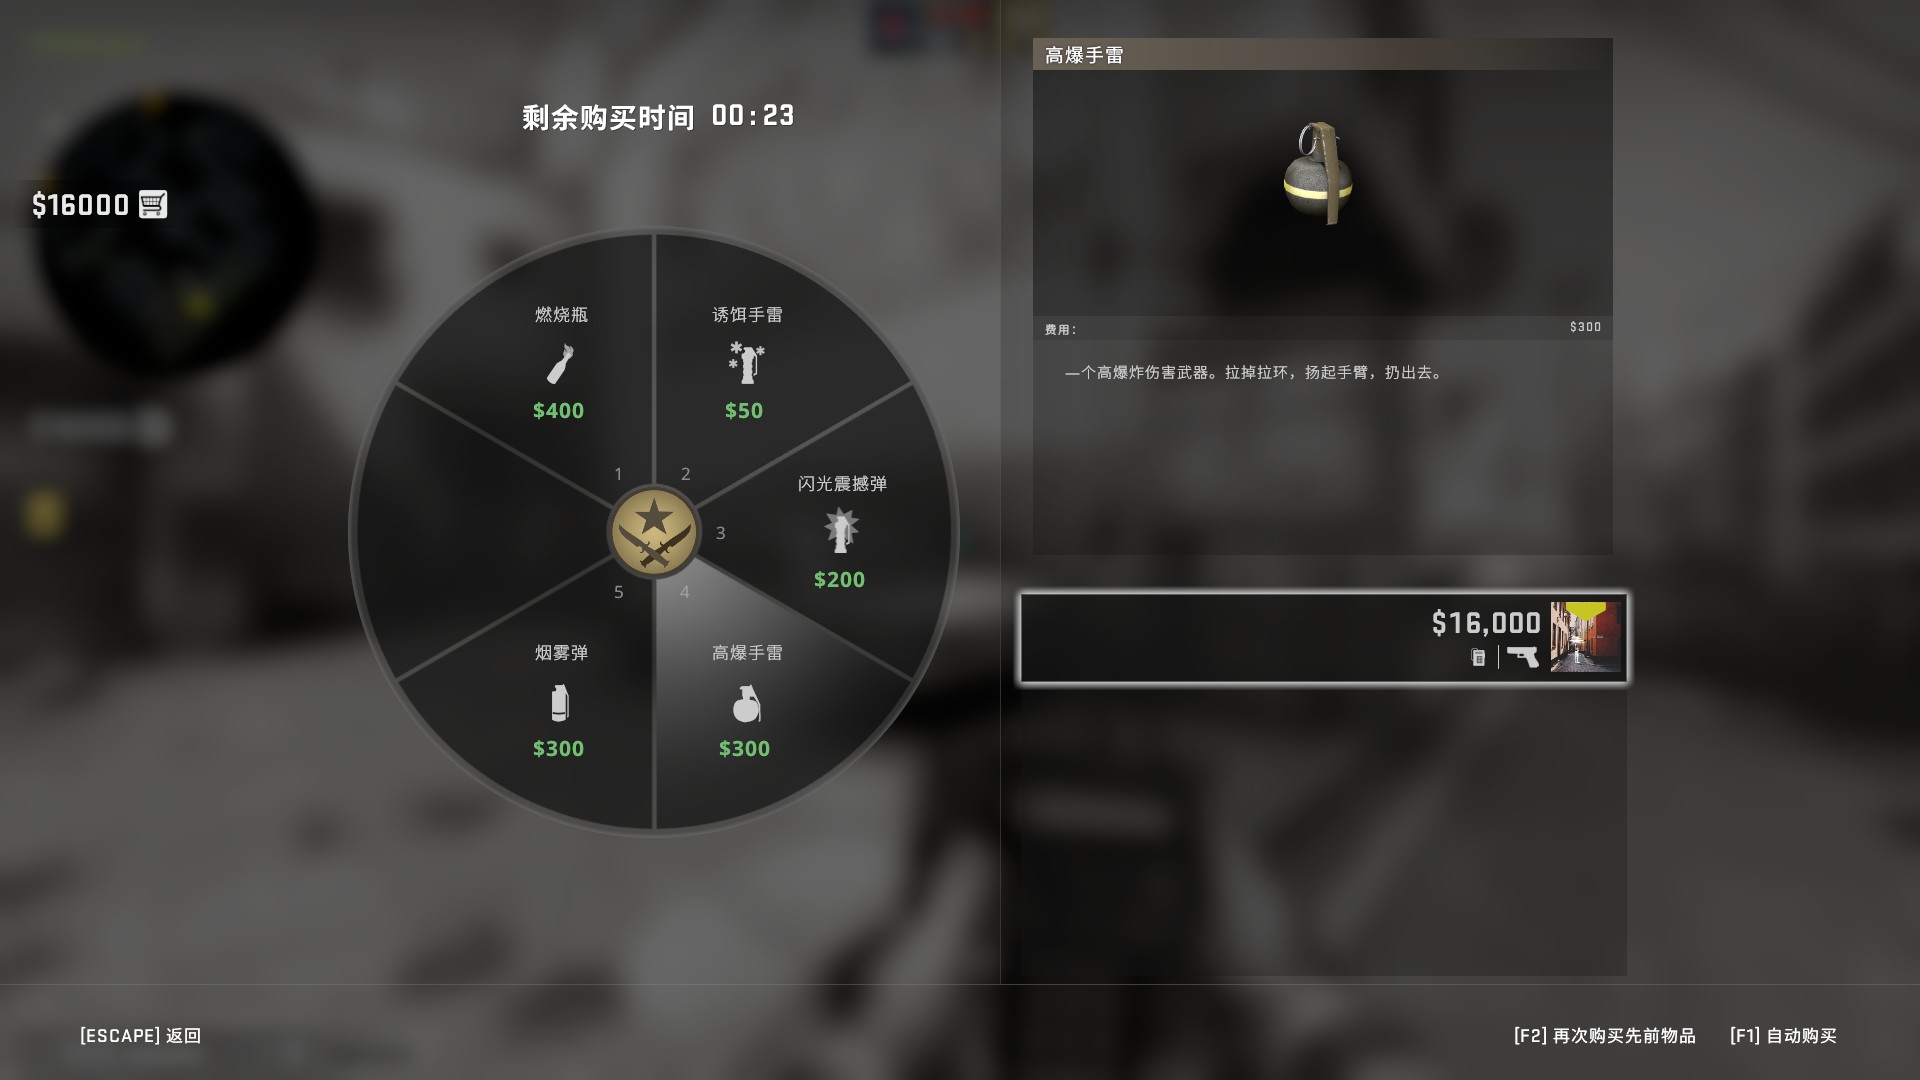 剩余购买时间 00:23
$16000
燃烧瓶
$400
诱饵手雷
$50
1
2
闪光震撼弹
3
$200
5
4
烟雾弹
$300
高爆手雷
$300
高爆手雷
费用:
$300
一个高爆炸伤害武器。拉掉拉环，扬起手臂，扔出去。
$16,000
[ESCAPE] 返回
[F2] 再次购买先前物品
[F1] 自动购买